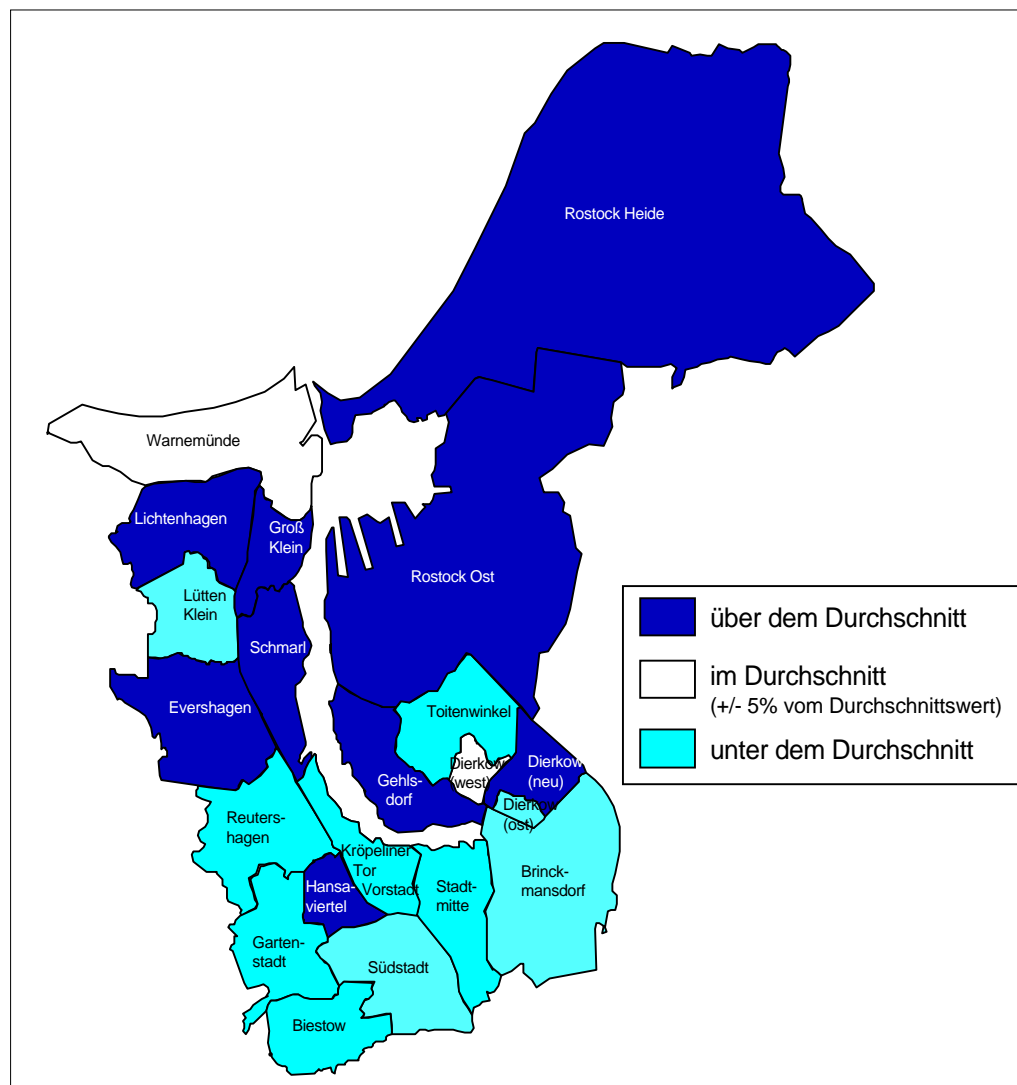 Rostock Heide
Warnemünde
Lichtenhagen
Groß
Klein
Rostock Ost
Lütten
Klein
Schmarl
Evershagen
Toitenwinkel
Dierkow
(west)
Dierkow
(neu)
Gehls-
dorf
Dierkow
(ost)
Reuters-
hagen
Kröpeliner
Tor
Vorstadt
Hansa-
viertel
Stadt-
mitte
Brinck-
mansdorf
Garten-
stadt
Südstadt
Biestow
über dem Durchschnitt
im Durchschnitt
(+/- 5% vom Durchschnittswert)
unter dem Durchschnitt